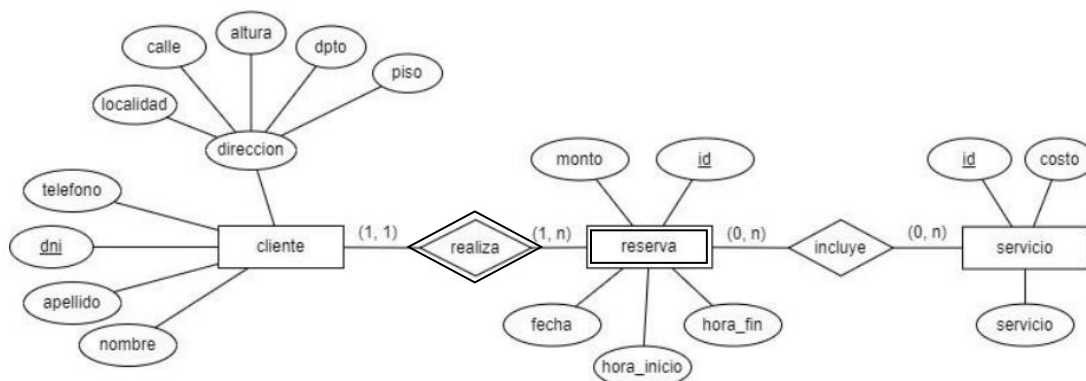 altura
calle
dpto
piso
localidad
direccion
monto
id
id
costo
telefono
cliente
(1, 1)
realiza
(1, n)
reserva
(0, n)
incluye
(0, n)
servicio
dni
apellido
nombre
fecha
hora_inicio
hora_fin
servicio